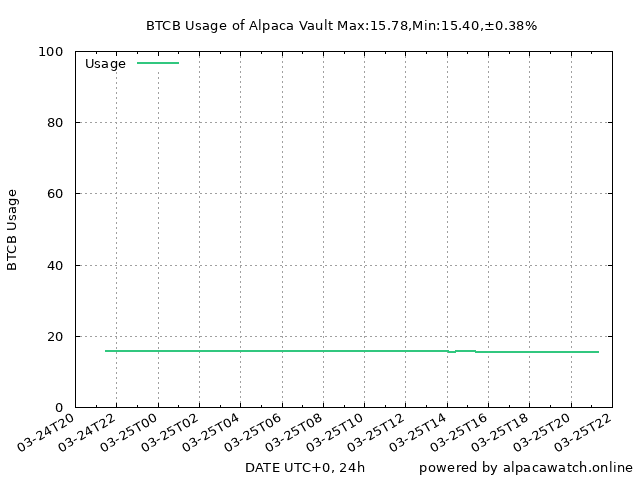 BTCB Usage of Alpaca Vault Max:15.78,Min:15.40,±0.38%
Usage
BTCB Usage
100
80
60
40
20
0
03-24T20
03-24T22
03-25T00
03-25T02
03-25T04
03-25T06
03-25T08
03-25T10
03-25T12
03-25T14
03-25T16
03-25T18
03-25T20
03-25T22
DATE UTC+0, 24h
powered by alpacawatch.online